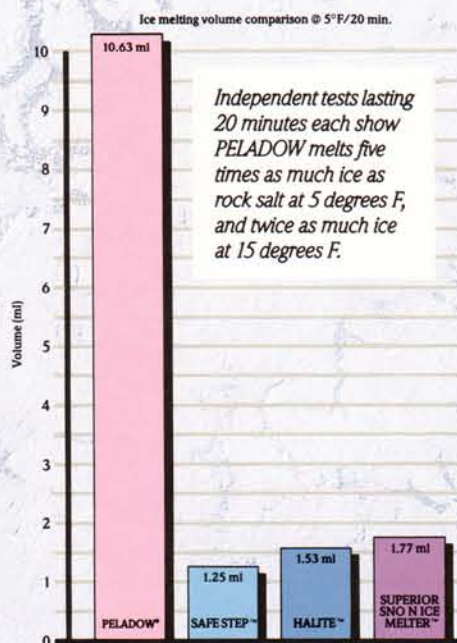 Ice melting volume comparison @ 5°F/20 min.
10
10.63 ml
Independent tests lasting
20 minutes each show
PELADOW melts five
times as much ice as
rock salt at 5 degrees F,
and twice as much ice
at 15 degrees F.
9
8
7
6
Volume (ml)
5
4
3
2
1.77 ml
1.53 ml
1.25 ml
1
0
PELADOW®
SAFE STEP™
HALITE™
SUPERIOR
SNO N ICE
MELTER™